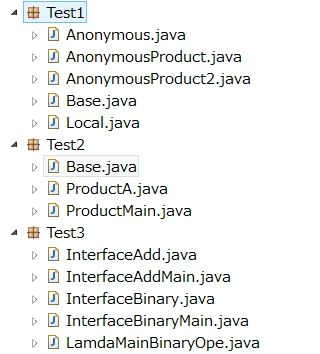 Test1
Anonymous.java
AnonymousProduct.java
AnonymousProduct2.java
Base.java
Local.java
Test2
Base.java
ProductA.java
ProductMain.java
Test3
InterfaceAdd.java
InterfaceAddMain.java
InterfaceBinary.java
InterfaceBinaryMain.java
LamdaMainBinaryOpe.java